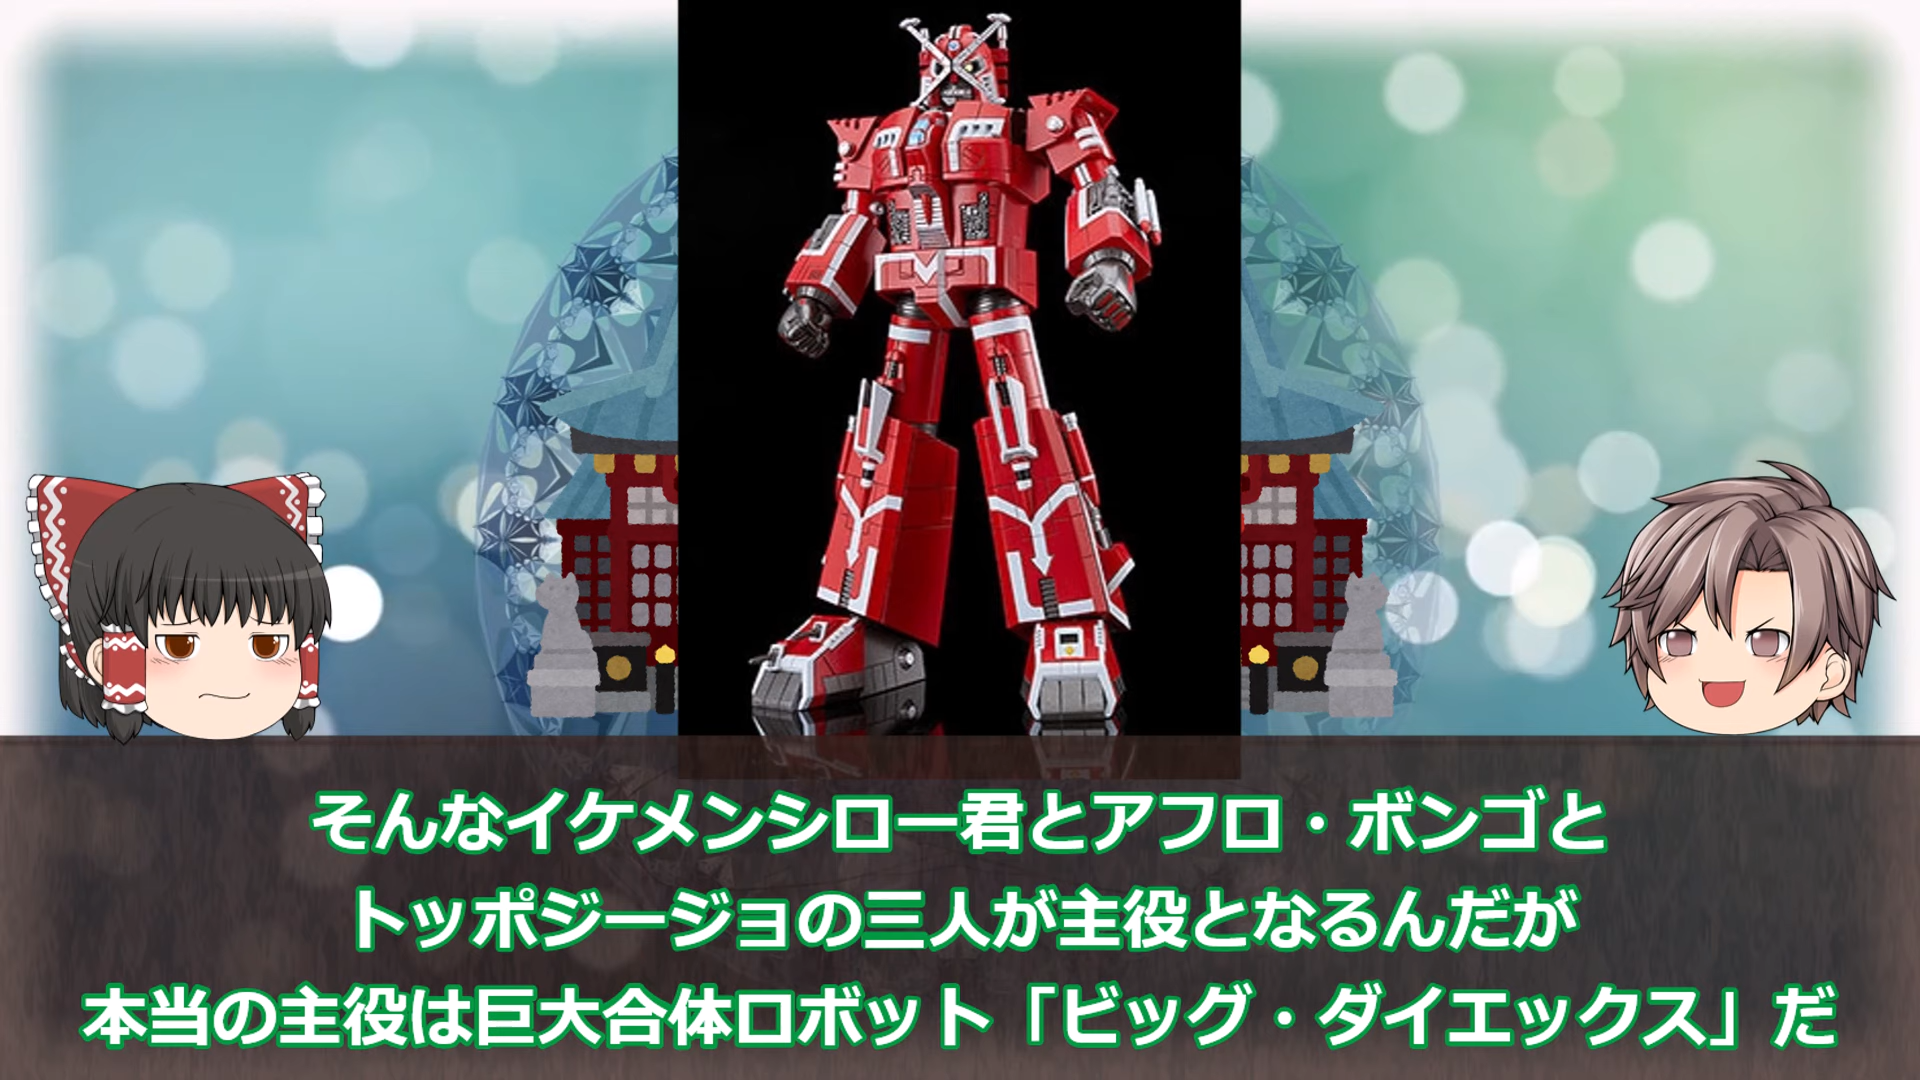 そんなイケメンシロー君とアフロ・ボンゴと
トッポジージョの三人が主役となるんだが
本当の主役は巨大合体ロボット「ビッグ・ダイエックス」だ